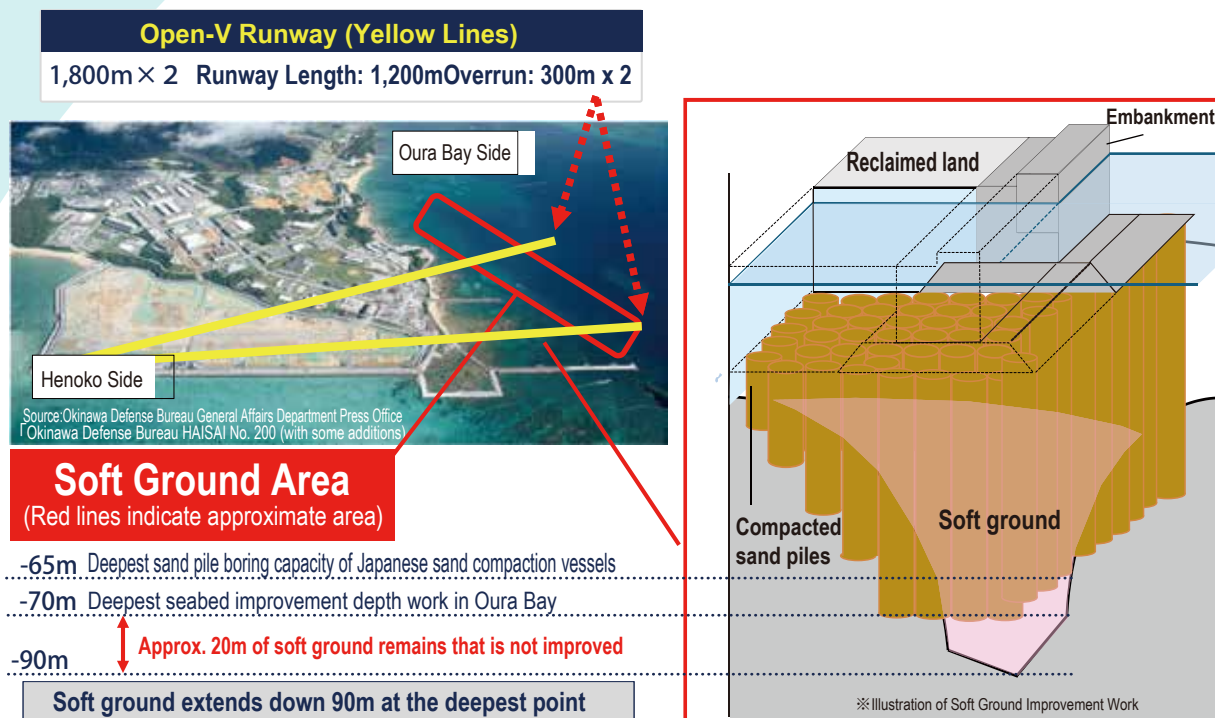 Open-V Runway (Yellow Lines)
1,800m × 2 Runway Length: 1,200mOverrun: 300m x 2
Oura Bay Side
Henoko Side
Source:Okinawa Defense Bureau General Affairs Department Press Office
「Okinawa Defense Bureau HAISAI No. 200 (with some additions)
Soft Ground Area
(Red lines indicate approximate area)
-65m Deepest sand pile boring capacity of Japanese sand compaction vessels
-70m Deepest seabed improvement depth work in Oura Bay
Approx. 20m of soft ground remains that is not improved
-90m
Soft ground extends down 90m at the deepest point
Embankment
Reclaimed land
Compacted
sand piles
Soft ground
※Illustration of Soft Ground Improvement Work